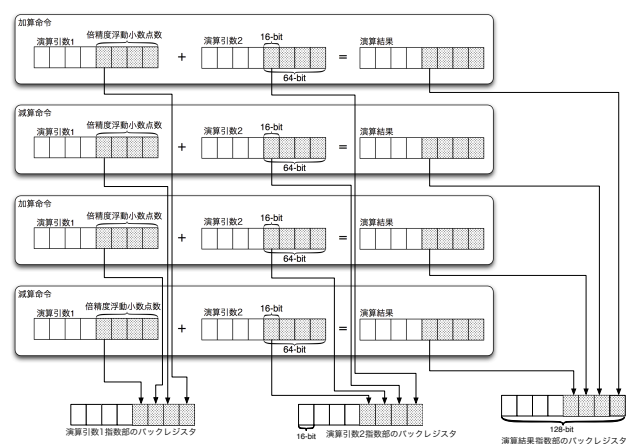 加算命令
演算引数1 倍精度浮動小数点数 + 演算引数2 16-bit = 演算結果
64-bit
減算命令
演算引数1 倍精度浮動小数点数 + 演算引数2 16-bit = 演算結果
64-bit
加算命令
演算引数1 倍精度浮動小数点数 + 演算引数2 16-bit = 演算結果
64-bit
減算命令
演算引数1 倍精度浮動小数点数 + 演算引数2 16-bit = 演算結果
64-bit
演算引数1指数部のパックレジスタ
16-bit
演算引数2指数部のパックレジスタ
128-bit
演算結果指数部のパックレジスタ